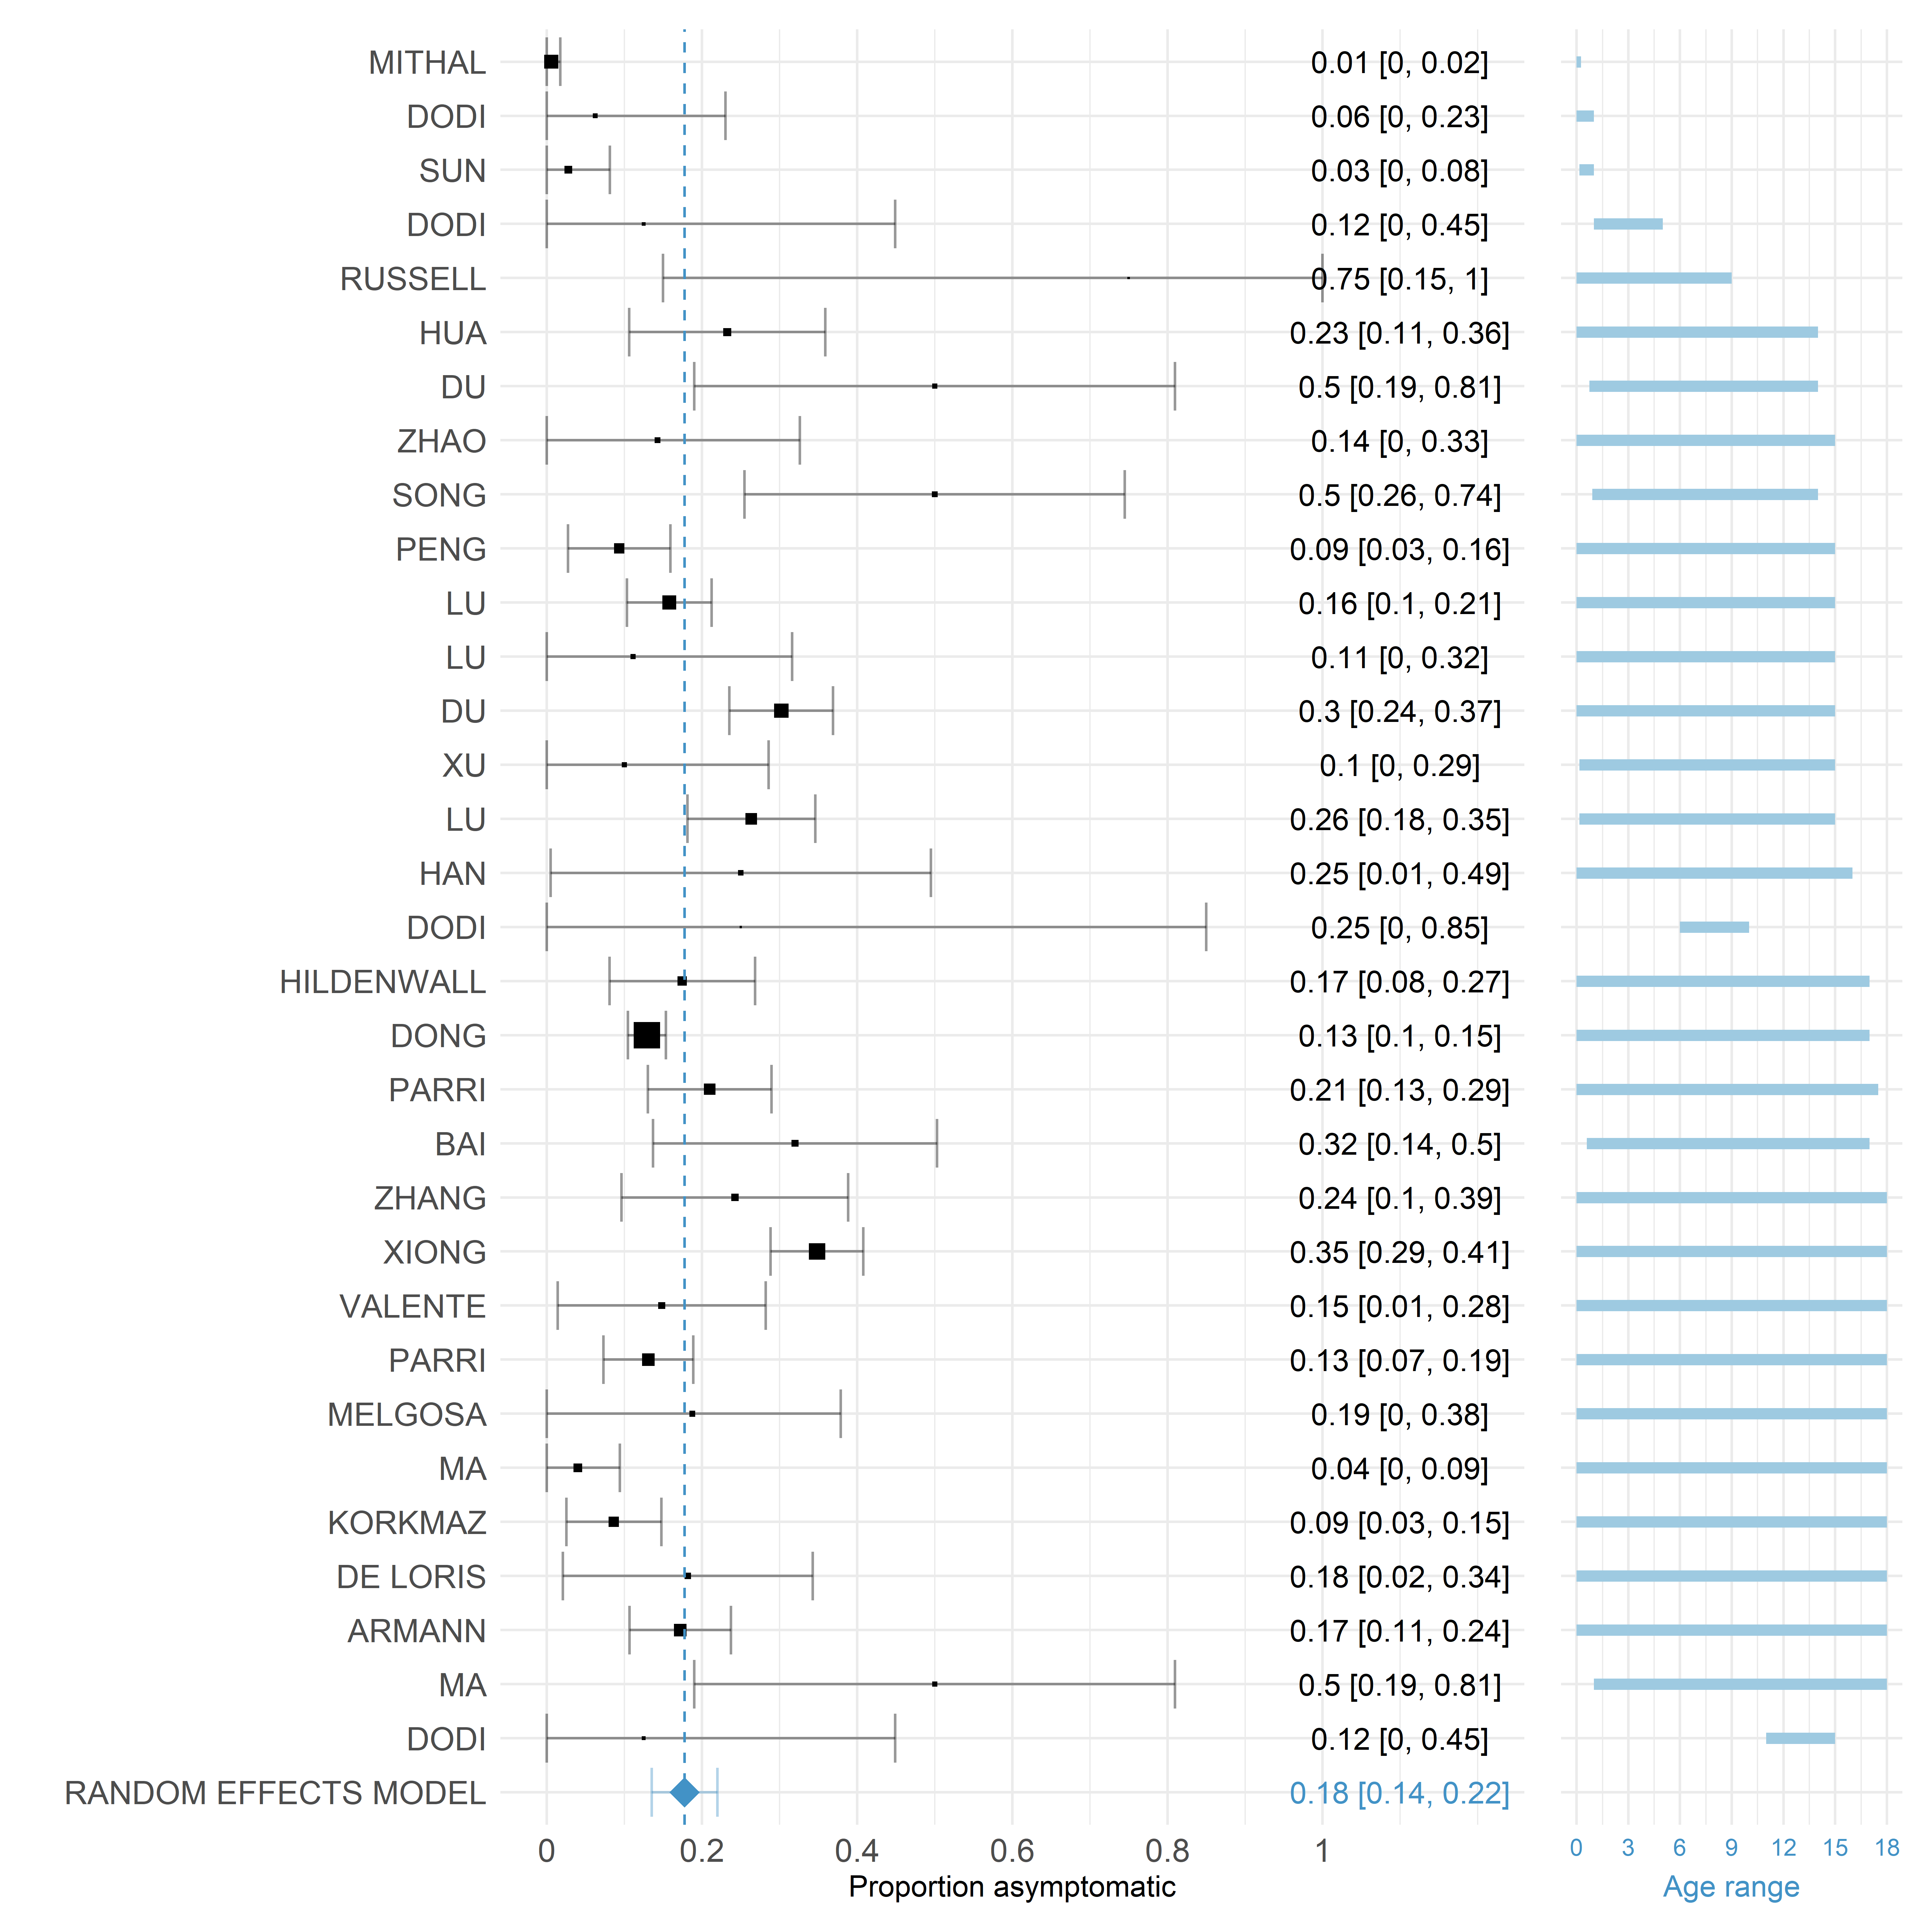 MITHAL 0.01 [0, 0.02]
DODI 0.06 [0, 0.23]
SUN 0.03 [0, 0.08]
DODI 0.12 [0, 0.45]
RUSSELL 0.75 [0.15, 1]
HUA 0.23 [0.11, 0.36]
DU 0.5 [0.19, 0.81]
ZHAO 0.14 [0, 0.33]
SONG 0.5 [0.26, 0.74]
PENG 0.09 [0.03, 0.16]
LU 0.16 [0.1, 0.21]
LU 0.11 [0, 0.32]
DU 0.3 [0.24, 0.37]
XU 0.1 [0, 0.29]
LU 0.26 [0.18, 0.35]
HAN 0.25 [0.01, 0.49]
DODI 0.25 [0, 0.85]
HILDENWALL 0.17 [0.08, 0.27]
DONG 0.13 [0.1, 0.15]
PARRI 0.21 [0.13, 0.29]
BAI 0.32 [0.14, 0.5]
ZHANG 0.24 [0.1, 0.39]
XIONG 0.35 [0.29, 0.41]
VALENTE 0.15 [0.01, 0.28]
PARRI 0.13 [0.07, 0.19]
MELGOSA 0.19 [0, 0.38]
MA 0.04 [0, 0.09]
KORKMAZ 0.09 [0.03, 0.15]
DE LORIS 0.18 [0.02, 0.34]
ARMANN 0.17 [0.11, 0.24]
MA 0.5 [0.19, 0.81]
DODI 0.12 [0, 0.45]
RANDOM EFFECTS MODEL 0.18 [0.14, 0.22]
0 0.2 0.4 0.6 0.8 1 0 3 6 9 12 15 18
Proportion asymptomatic Age range